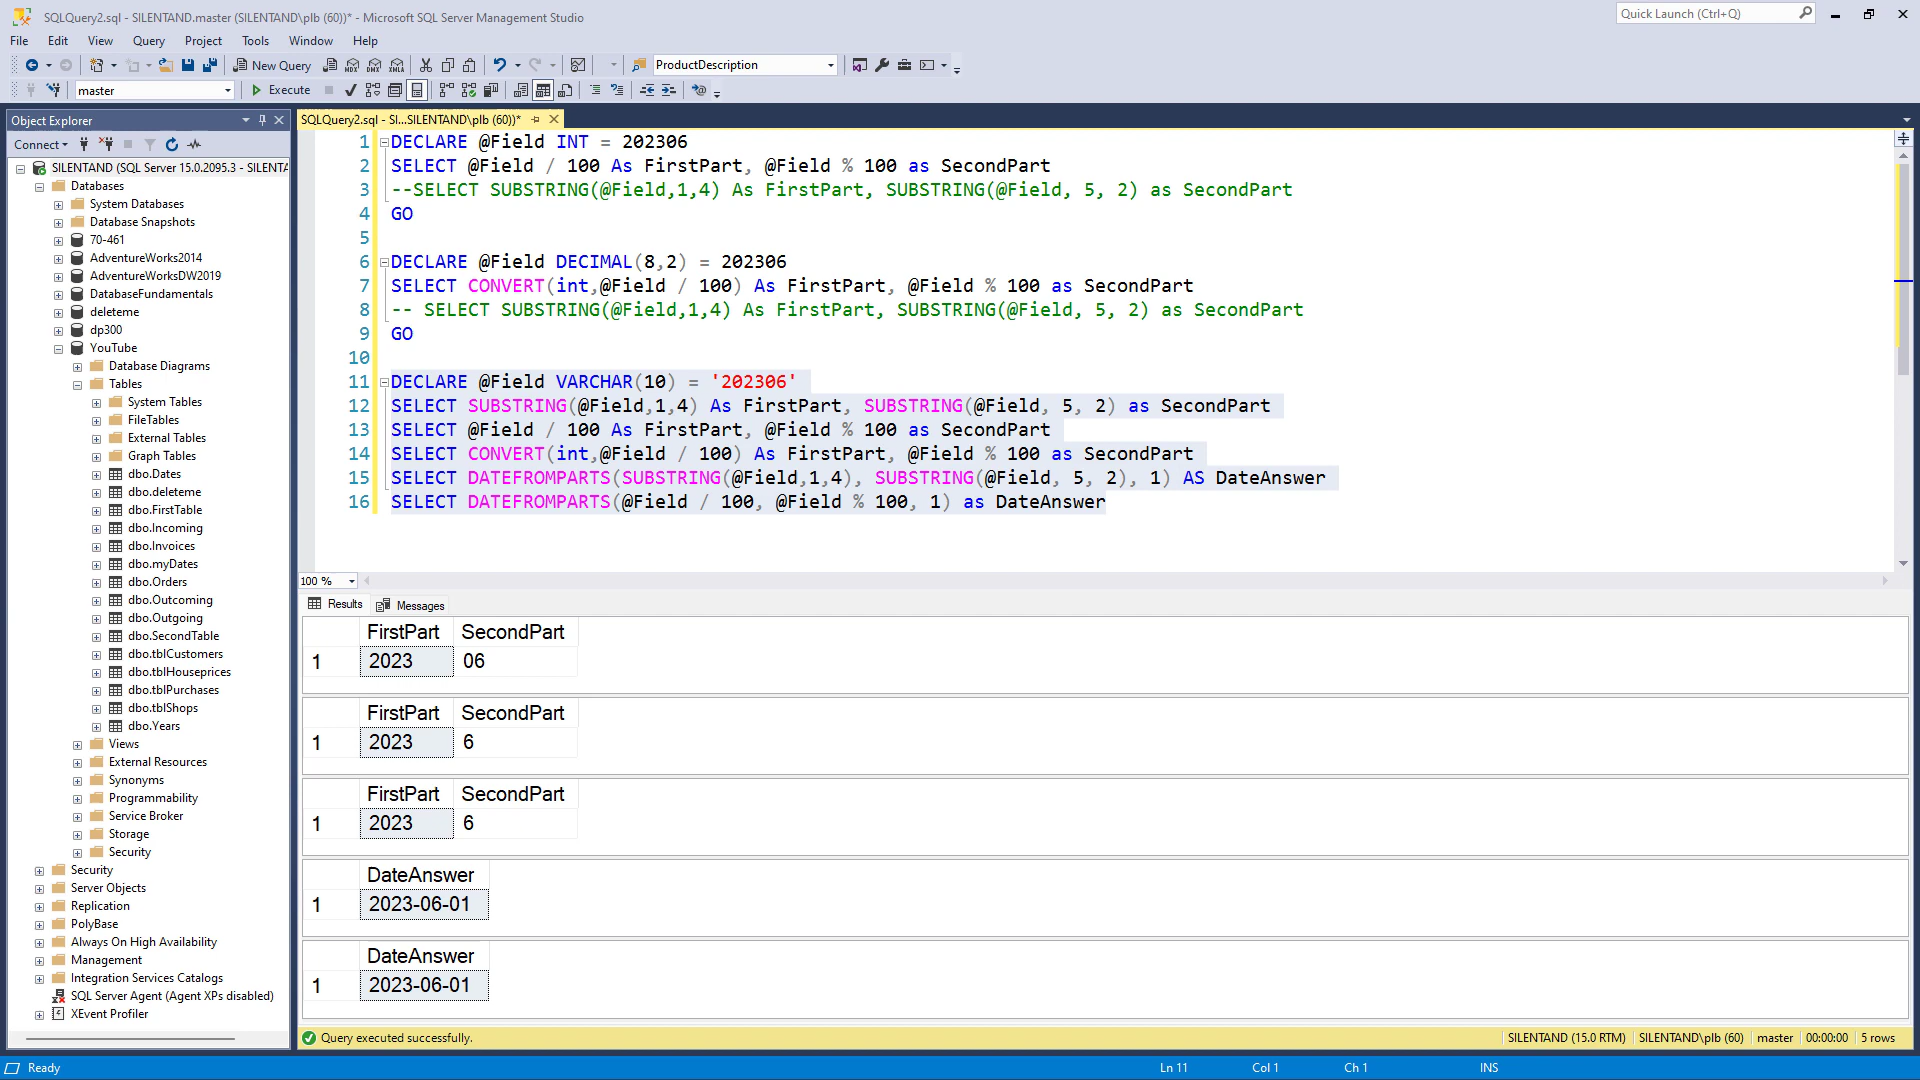 SQLQuery2.sql - SILENTAND.master (SILENTAND\plb (60))* - Microsoft SQL Server Management Studio
Quick Launch (Ctrl+Q)
File Edit View Query Project Tools Window Help
New Query
MDX DMX XMLA
ProductDescription
master
Execute
Object Explorer
Connect
SILENTAND (SQL Server 15.0.2095.3 - SILENTA
Databases
System Databases
Database Snapshots
70-461
AdventureWorks2014
AdventureWorksDW2019
DatabaseFundamentals
deleteme
dp300
YouTube
Database Diagrams
Tables
System Tables
FileTables
External Tables
Graph Tables
dbo.Dates
dbo.deleteme
dbo.FirstTable
dbo.Incoming
dbo.Invoices
dbo.myDates
dbo.Orders
dbo.Outcoming
dbo.Outgoing
dbo.SecondTable
dbo.tblCustomers
dbo.tblHouseprices
dbo.tblPurchases
dbo.tblShops
dbo.Years
Views
External Resources
Synonyms
Programmability
Service Broker
Storage
Security
Security
Server Objects
Replication
PolyBase
Always On High Availability
Management
Integration Services Catalogs
SQL Server Agent (Agent XPs disabled)
XEvent Profiler
SQLQuery2.sql - SI...SILENTAND\plb (60))*
1 DECLARE @Field INT = 202306
2 SELECT @Field / 100 As FirstPart, @Field % 100 as SecondPart
3 --SELECT SUBSTRING(@Field,1,4) As FirstPart, SUBSTRING(@Field, 5, 2) as SecondPart
4 GO
5
6 DECLARE @Field DECIMAL(8,2) = 202306
7 SELECT CONVERT(int,@Field / 100) As FirstPart, @Field % 100 as SecondPart
8 -- SELECT SUBSTRING(@Field,1,4) As FirstPart, SUBSTRING(@Field, 5, 2) as SecondPart
9 GO
10
11 DECLARE @Field VARCHAR(10) = '202306'
12 SELECT SUBSTRING(@Field,1,4) As FirstPart, SUBSTRING(@Field, 5, 2) as SecondPart
13 SELECT @Field / 100 As FirstPart, @Field % 100 as SecondPart
14 SELECT CONVERT(int,@Field / 100) As FirstPart, @Field % 100 as SecondPart
15 SELECT DATEFROMPARTS(SUBSTRING(@Field,1,4), SUBSTRING(@Field, 5, 2), 1) AS DateAnswer
16 SELECT DATEFROMPARTS(@Field / 100, @Field % 100, 1) as DateAnswer
100 %
Results Messages
FirstPart SecondPart
1 2023 06
FirstPart SecondPart
1 2023 6
FirstPart SecondPart
1 2023 6
DateAnswer
1 2023-06-01
DateAnswer
1 2023-06-01
Query executed successfully.
SILENTAND (15.0 RTM) SILENTAND\plb (60) master 00:00:00 5 rows
Ready Ln 11 Col 1 Ch 1 INS